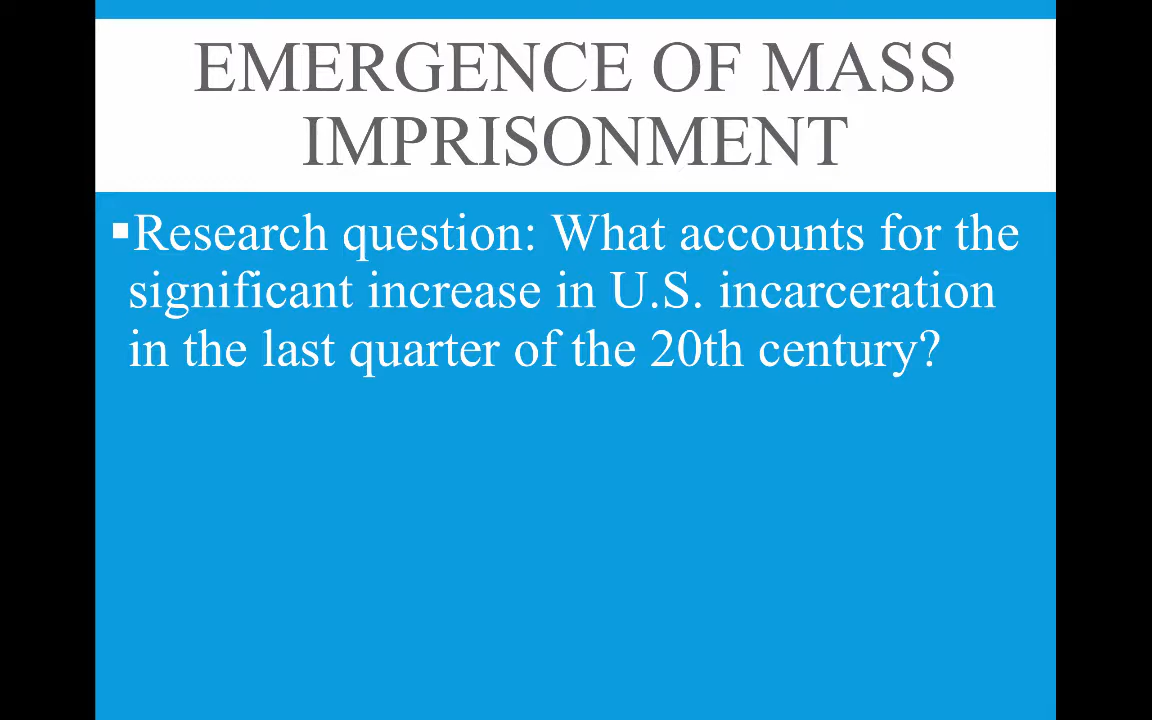 EMERGENCE OF MASS
IMPRISONMENT
▪Research question: What accounts for the
significant increase in U.S. incarceration
in the last quarter of the 20th century?